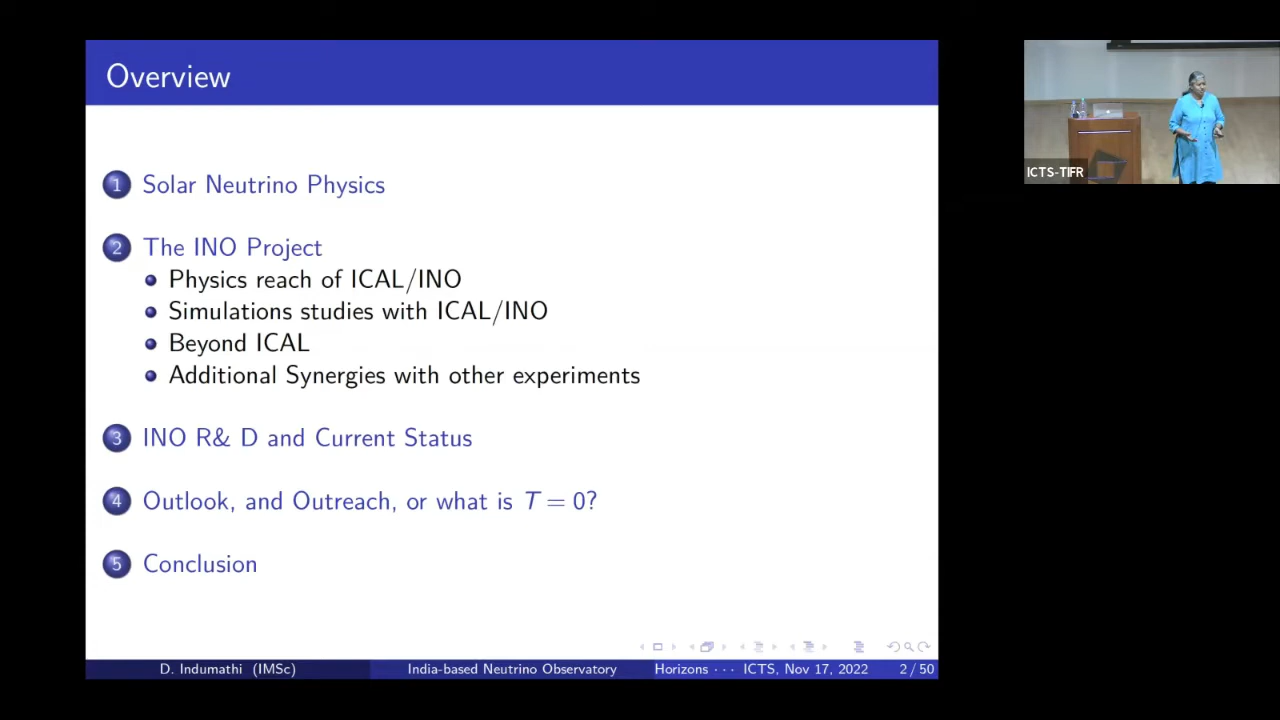 Overview
1 Solar Neutrino Physics
2 The INO Project
Physics reach of ICAL/INO
Simulations studies with ICAL/INO
Beyond ICAL
Additional Synergies with other experiments
3 INO R& D and Current Status
4 Outlook, and Outreach, or what is T = 0?
5 Conclusion
D. Indumathi (IMSc) India-based Neutrino Observatory Horizons · · · ICTS, Nov 17, 2022 2 / 50
ICTS-TIFR